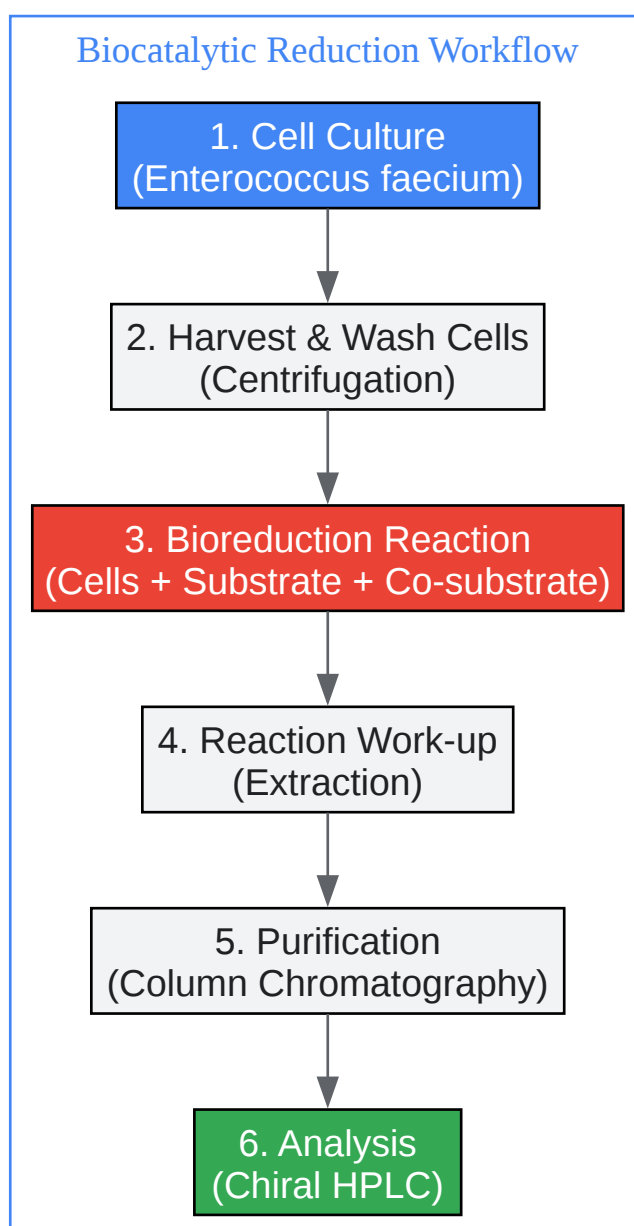 Biocatalytic Reduction Workflow
1. Cell Culture
(Enterococcus faecium)
2. Harvest & Wash Cells
(Centrifugation)
3. Bioreduction Reaction
(Cells + Substrate + Co-substrate)
4. Reaction Work-up
(Extraction)
5. Purification
(Column Chromatography)
6. Analysis
(Chiral HPLC)